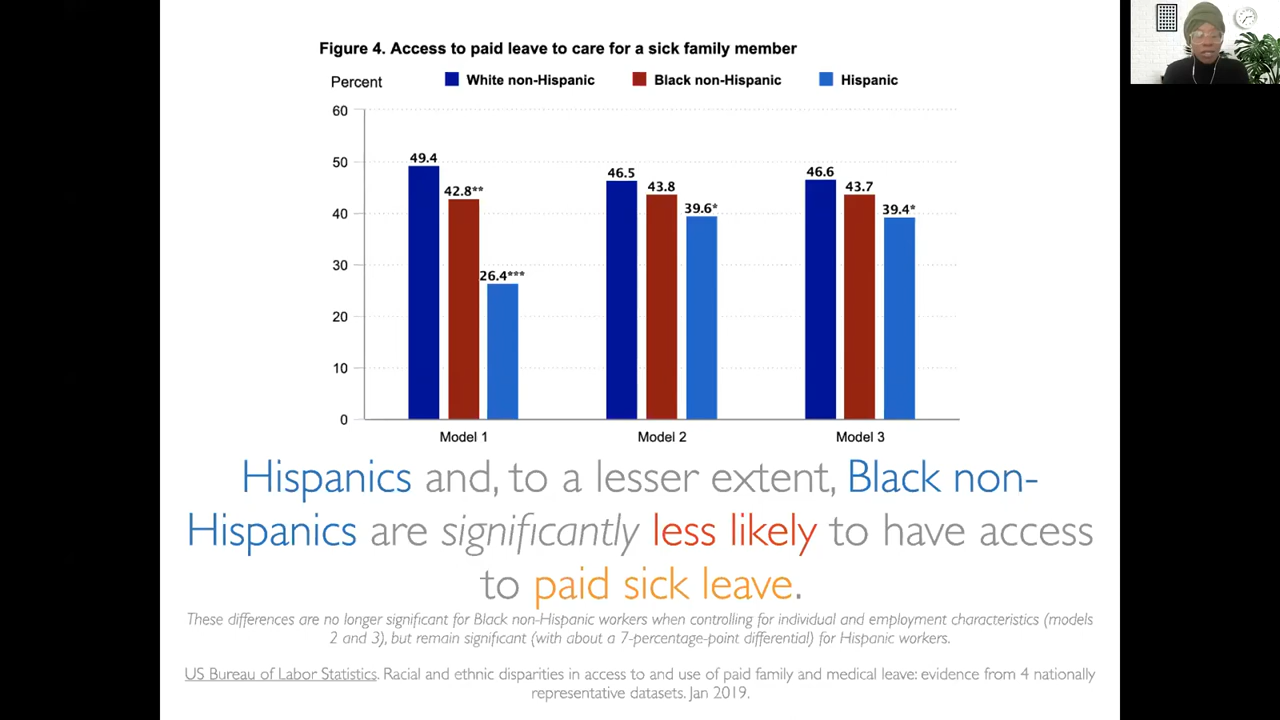 Figure 4. Access to paid leave to care for a sick family member
Percent
White non-Hispanic
Black non-Hispanic
Hispanic
60
50
40
30
20
10
0
49.4
42.8**
26.4***
46.5
43.8
39.6*
46.6
43.7
39.4*
Model 1
Model 2
Model 3
Hispanics and, to a lesser extent, Black non-
Hispanics are significantly less likely to have access
to paid sick leave.
These differences are no longer significant for Black non-Hispanic workers when controlling for individual and employment characteristics (models
2 and 3), but remain significant (with about a 7-percentage-point differential) for Hispanic workers.
US Bureau of Labor Statistics. Racial and ethnic disparities in access to and use of paid family and medical leave: evidence from 4 nationally
representative datasets. Jan 2019.